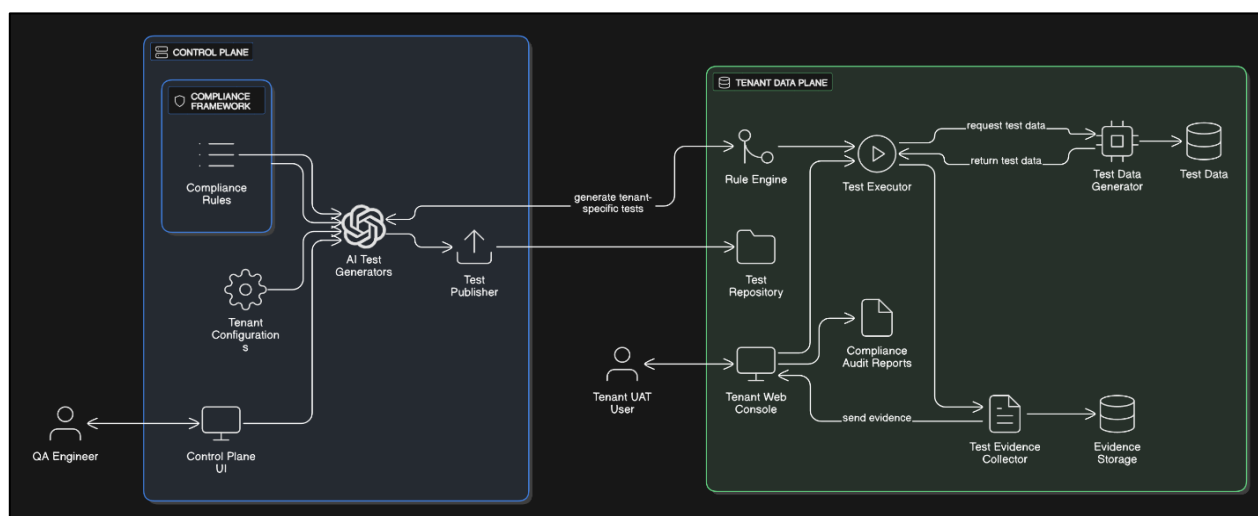 CONTROL PLANE
COMPLIANCE
FRAMEWORK
Compliance
Rules
AI Test
Generators
Tenant
Configuration
s
Test
Publisher
QA Engineer
Control Plane
UI
generate tenant-
specific tests
TENANT DATA PLANE
Rule Engine
Test Executor
request test data
return test data
Test Data
Generator
Test Data
Test
Repository
Compliance
Audit Reports
Tenant UAT
User
Tenant Web
Console
send evidence
Test Evidence
Collector
Evidence
Storage